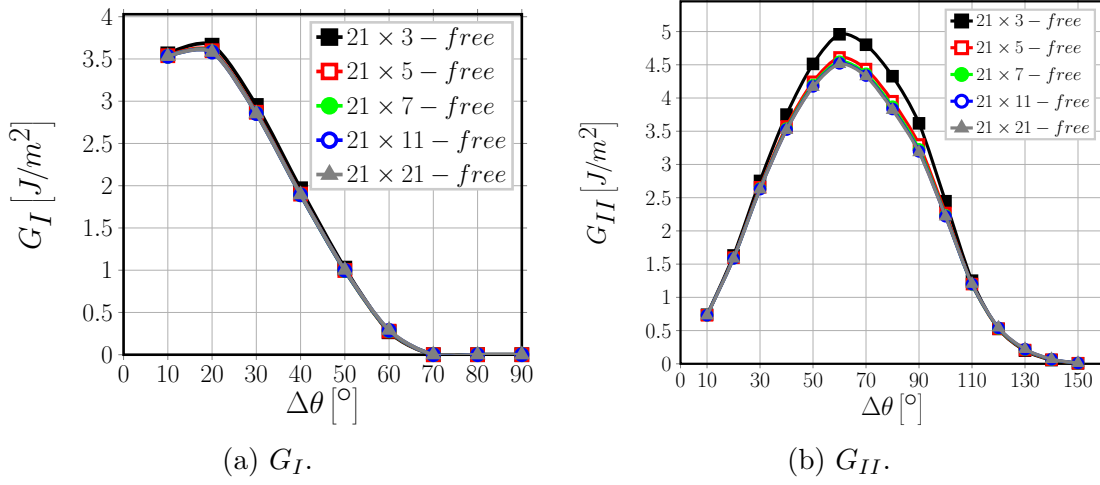 4
3.5
3
2.5
2
1.5
1
0.5
0
0 10 20 30 40 50 60 70 80 90
G_I [J/m^2]
Δθ [°]
21 × 3 − free
21 × 5 − free
21 × 7 − free
21 × 11 − free
21 × 21 − free
(a) G_I.
5
4.5
4
3.5
3
2.5
2
1.5
1
0.5
0
0 10 30 50 70 90 110 130 150
G_{II} [J/m^2]
Δθ [°]
21 × 3 − free
21 × 5 − free
21 × 7 − free
21 × 11 − free
21 × 21 − free
(b) G_{II}.